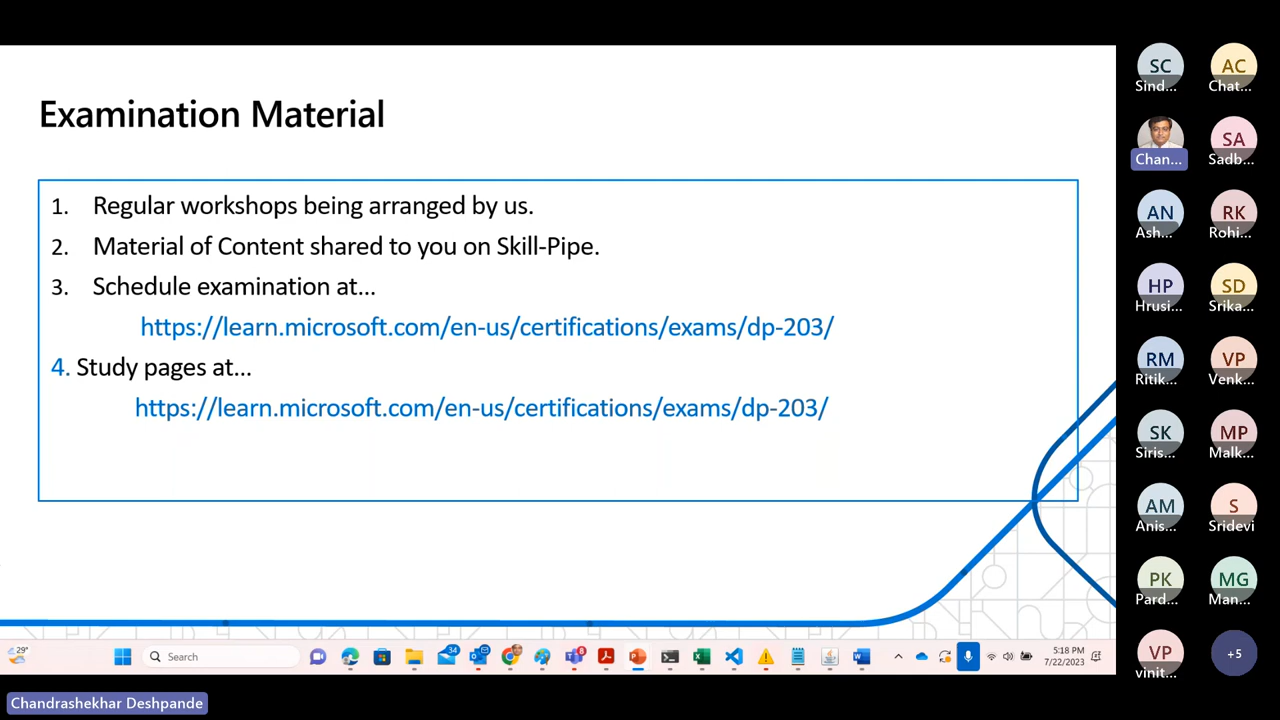 Examination Material
1. Regular workshops being arranged by us.
2. Material of Content shared to you on Skill-Pipe.
3. Schedule examination at...
https://learn.microsoft.com/en-us/certifications/exams/dp-203/
4. Study pages at...
https://learn.microsoft.com/en-us/certifications/exams/dp-203/
SC
Sind...
AC
Chat...
Chan...
SA
Sadb...
AN
Ash...
RK
Rohi...
HP
Hrusi...
SD
Srika...
RM
Ritik...
VP
Venk...
SK
Siris...
MP
Malk...
AM
Anis...
S
Sridevi
PK
Pard...
MG
Man...
VP
vinit...
+5
29°
Search
34
8
5:18 PM
7/22/2023
Chandrashekhar Deshpande